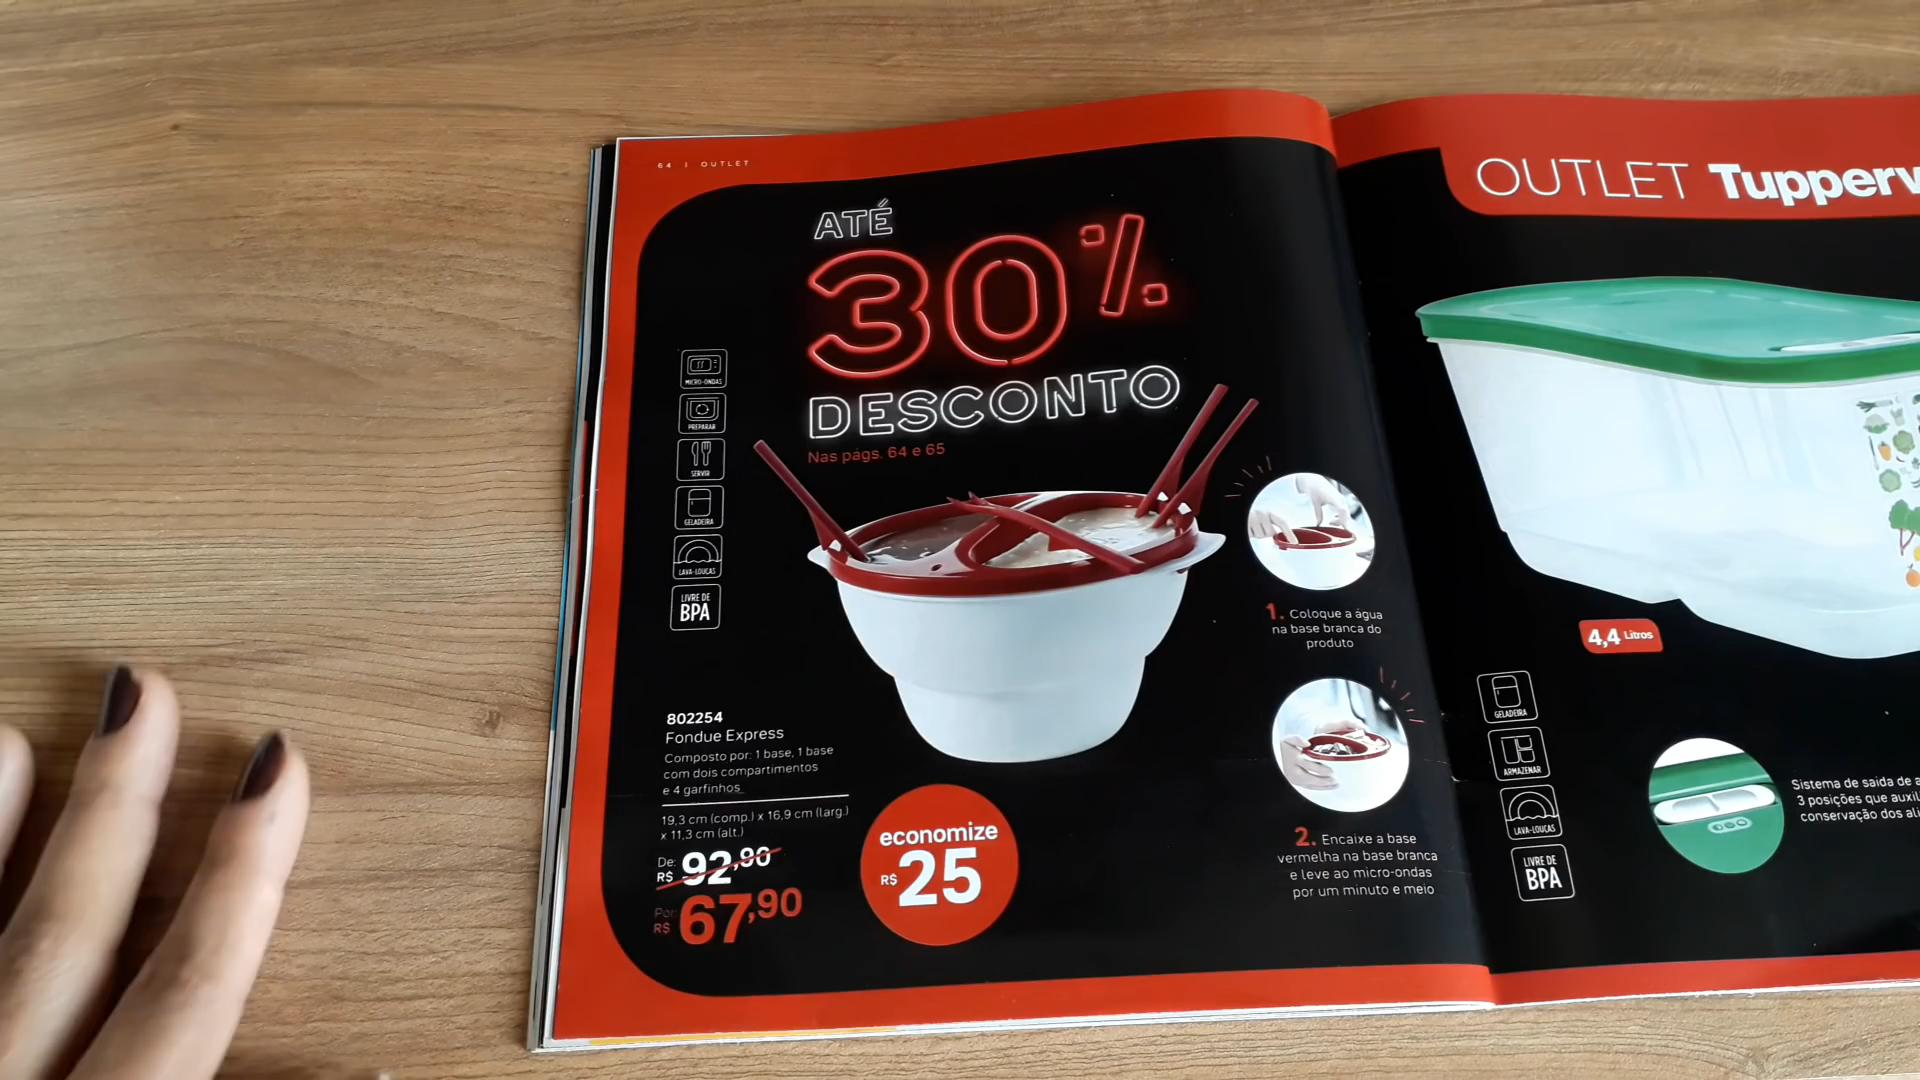 64 | OUTLET
ATÉ
30%
DESCONTO
Nas págs. 64 e 65
MICRO-ONDAS
PREPARAR
SERVIR
GELADEIRA
LAVA-LOUÇAS
LIVRE DE
BPA
1. Coloque a água
na base branca do
produto
2. Encaixe a base
vermelha na base branca
e leve ao micro-ondas
por um minuto e meio
802254
Fondue Express
Composto por: 1 base, 1 base
com dois compartimentos
e 4 garfinhos
19,3 cm (comp.) x 16,9 cm (larg.)
x 11,3 cm (alt.)
De:
R$ 92,90
Por:
R$ 67,90
economize
R$ 25
OUTLET Tupperw
4,4 Litros
GELADEIRA
ARMAZENAR
LAVA-LOUÇAS
LIVRE DE
BPA
Sistema de saída de a
3 posições que auxil
conservação dos ali